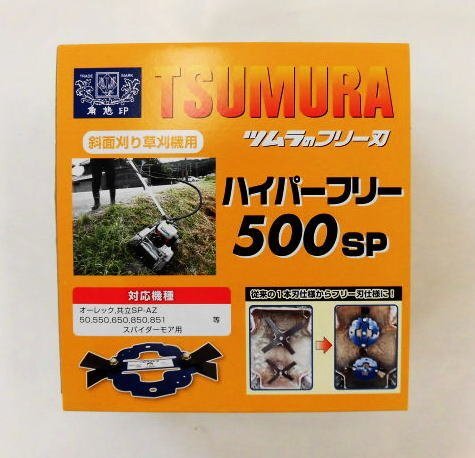 TRADE MARK
角鳩印
TSUMURA
ツムラのフリー刃
斜面刈り草刈機用
ハイパーフリー
500SP
対応機種
オーレック,共立SP-AZ
50,550,650,850,851 等
スパイダーモア用
従来の1本刃仕様からフリー刃仕様に!